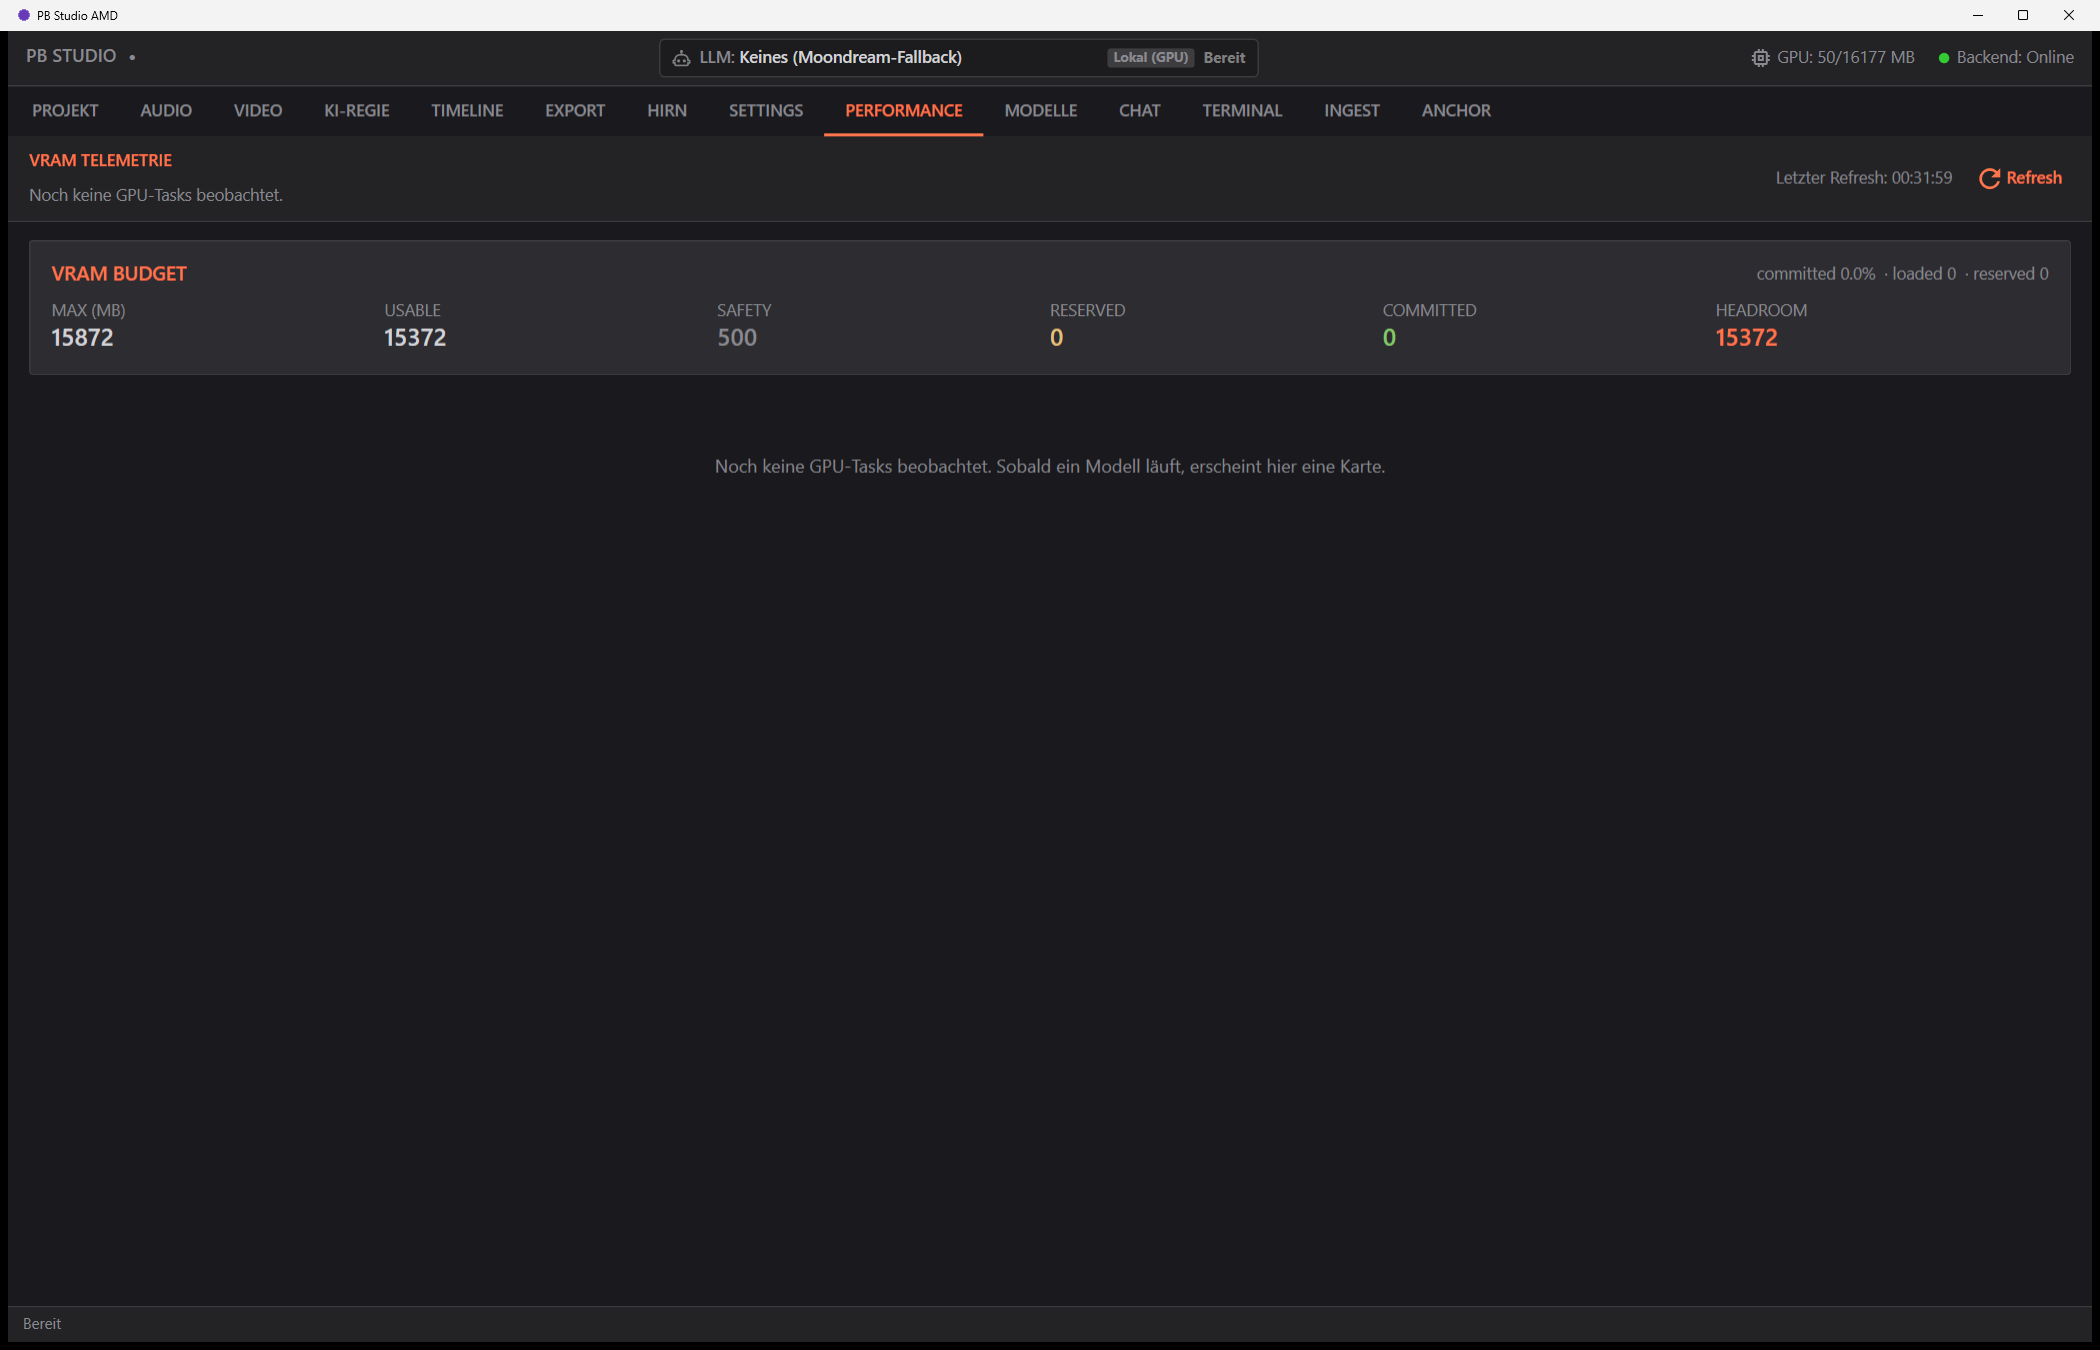 PB Studio AMD
PB STUDIO •
LLM: Keines (Moondream-Fallback) Lokal (GPU) Bereit
GPU: 50/16177 MB Backend: Online
PROJEKT AUDIO VIDEO KI-REGIE TIMELINE EXPORT HIRN SETTINGS PERFORMANCE MODELLE CHAT TERMINAL INGEST ANCHOR
VRAM TELEMETRIE
Noch keine GPU-Tasks beobachtet.
Letzter Refresh: 00:31:59 Refresh
VRAM BUDGET
committed 0.0% · loaded 0 · reserved 0
MAX (MB) USABLE SAFETY RESERVED COMMITTED HEADROOM
15872 15372 500 0 0 15372
Noch keine GPU-Tasks beobachtet. Sobald ein Modell läuft, erscheint hier eine Karte.
Bereit